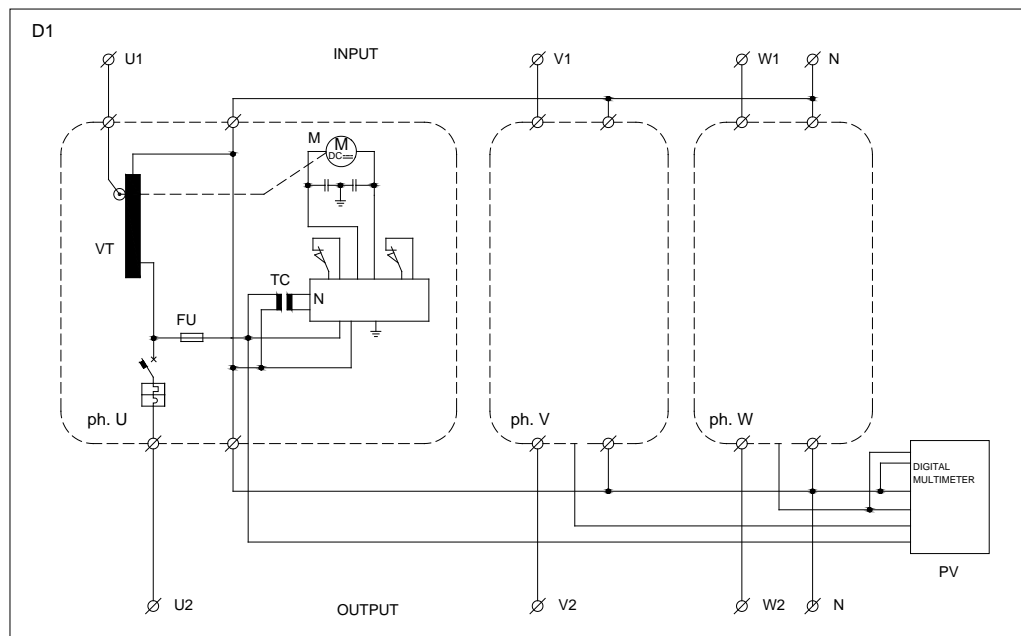 D1
U1
INPUT
V1
W1
N
M
M
DC
VT
TC
N
FU
ph. U
ph. V
ph. W
DIGITAL
MULTIMETER
PV
U2
OUTPUT
V2
W2
N